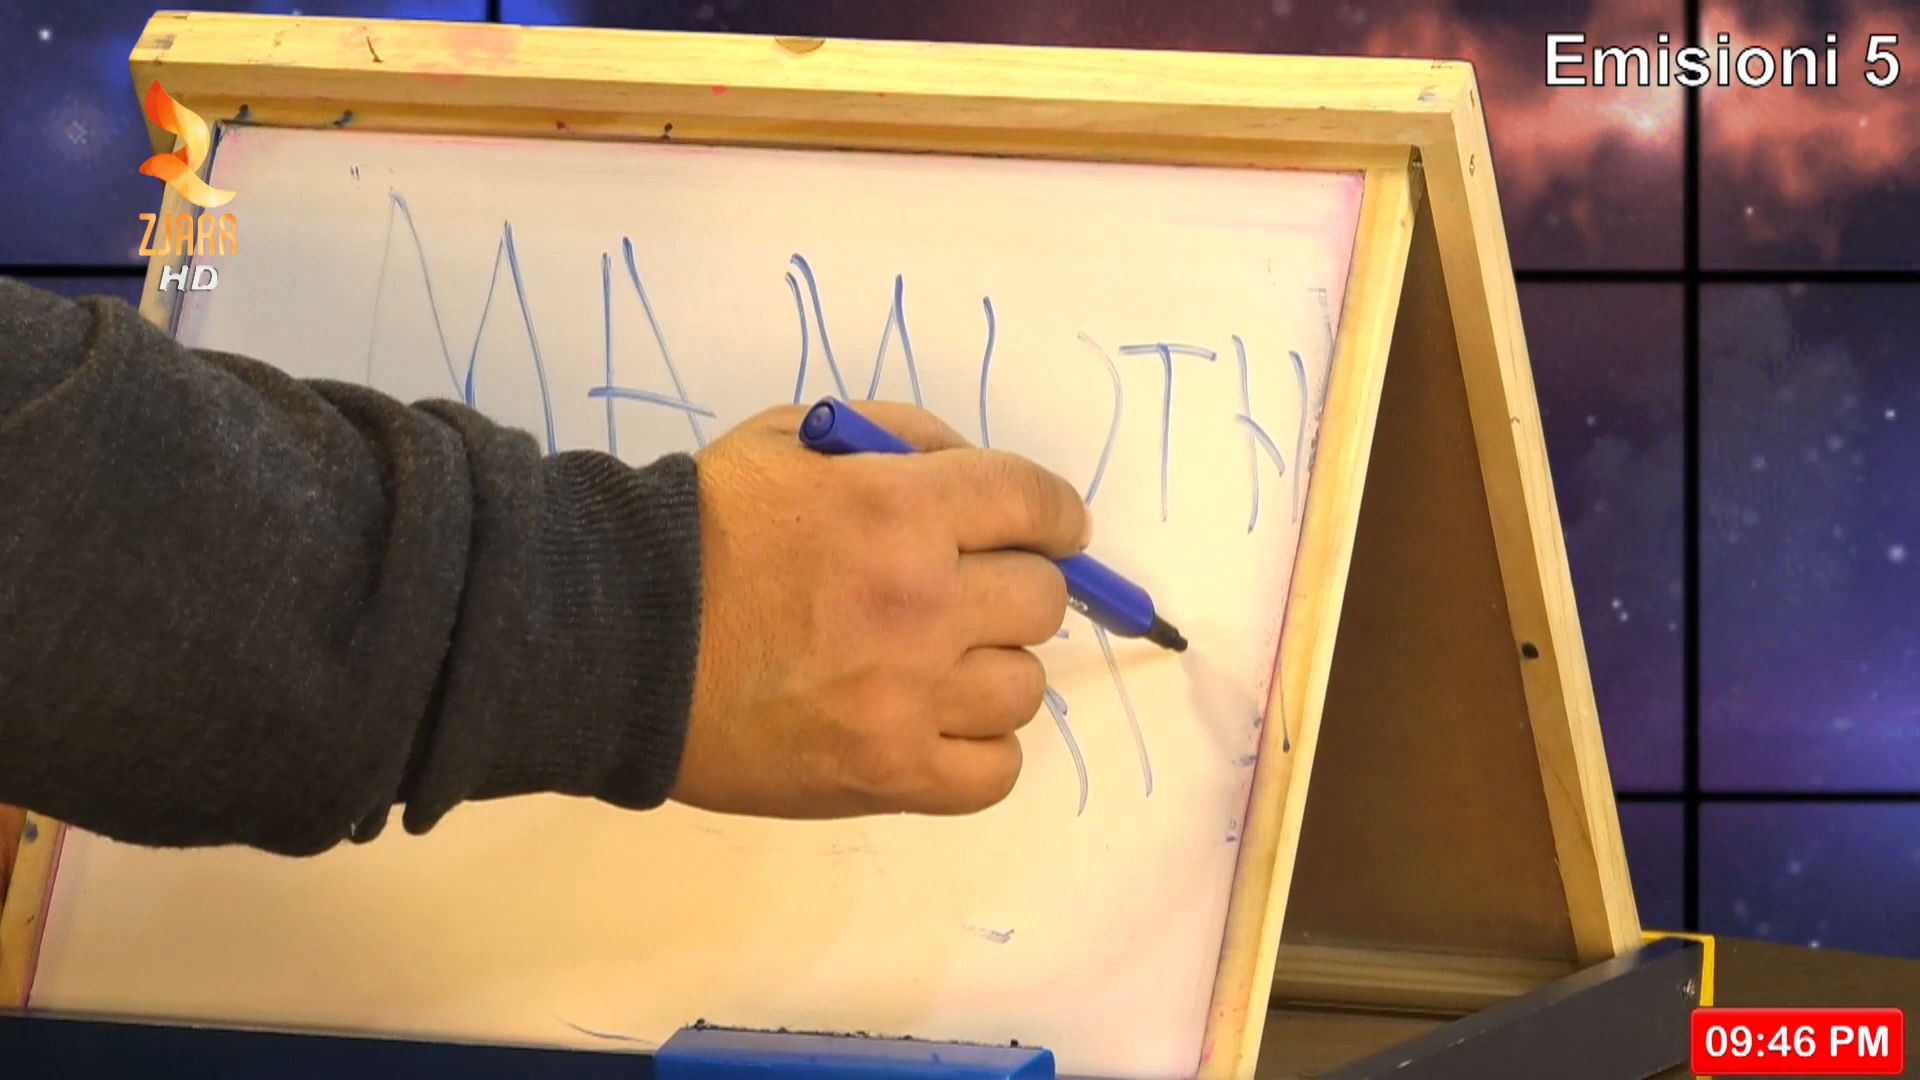 Emisioni 5
ZJARR
HD
MAMUTH
09:46 PM